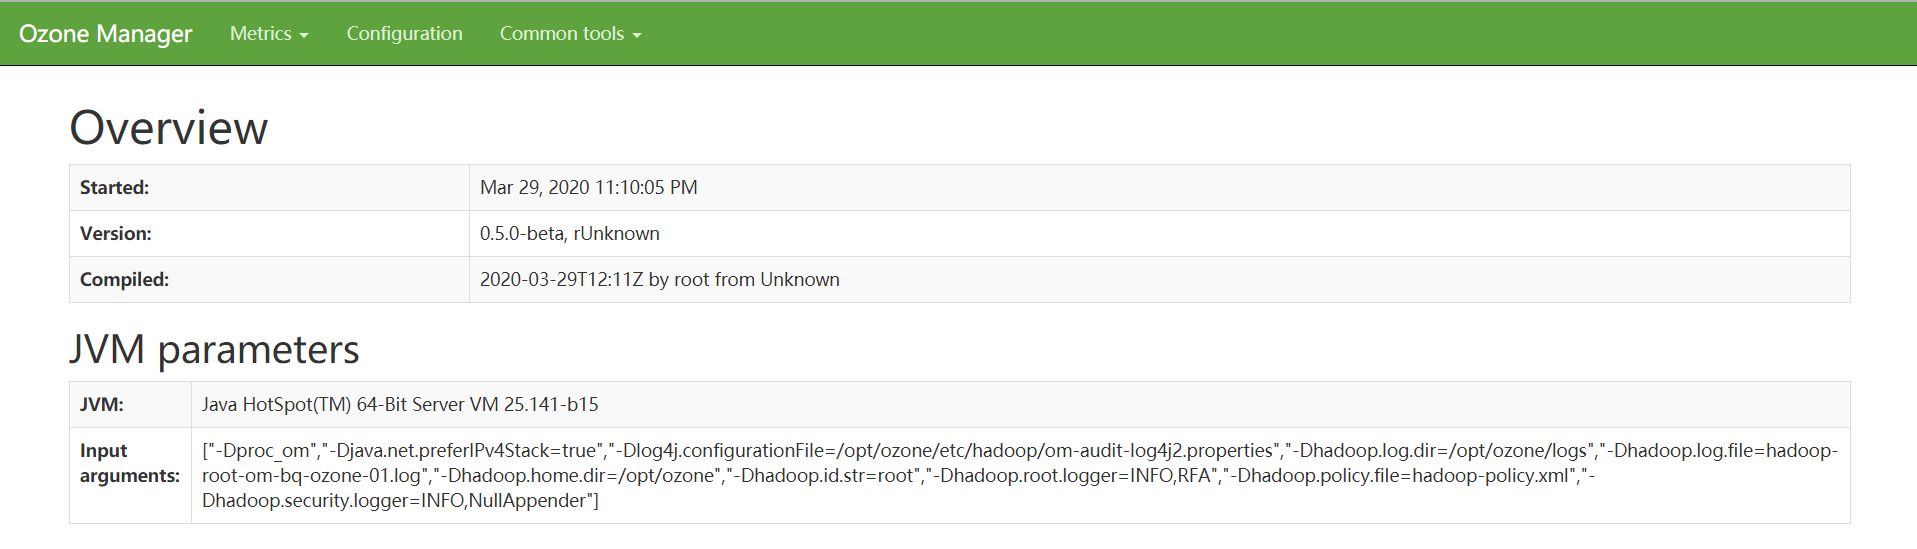 Ozone Manager Metrics Configuration Common tools
Overview
Started: Mar 29, 2020 11:10:05 PM
Version: 0.5.0-beta, rUnknown
Compiled: 2020-03-29T12:11Z by root from Unknown
JVM parameters
JVM: Java HotSpot(TM) 64-Bit Server VM 25.141-b15
Input arguments: ["-Dproc_om","-Djava.net.preferIPv4Stack=true","-Dlog4j.configurationFile=/opt/ozone/etc/hadoop/om-audit-log4j2.properties","-Dhadoop.log.dir=/opt/ozone/logs","-Dhadoop.log.file=hadoop-
root-om-bq-ozone-01.log","-Dhadoop.home.dir=/opt/ozone","-Dhadoop.id.str=root","-Dhadoop.root.logger=INFO,RFA","-Dhadoop.policy.file=hadoop-policy.xml","-
Dhadoop.security.logger=INFO,NullAppender"]